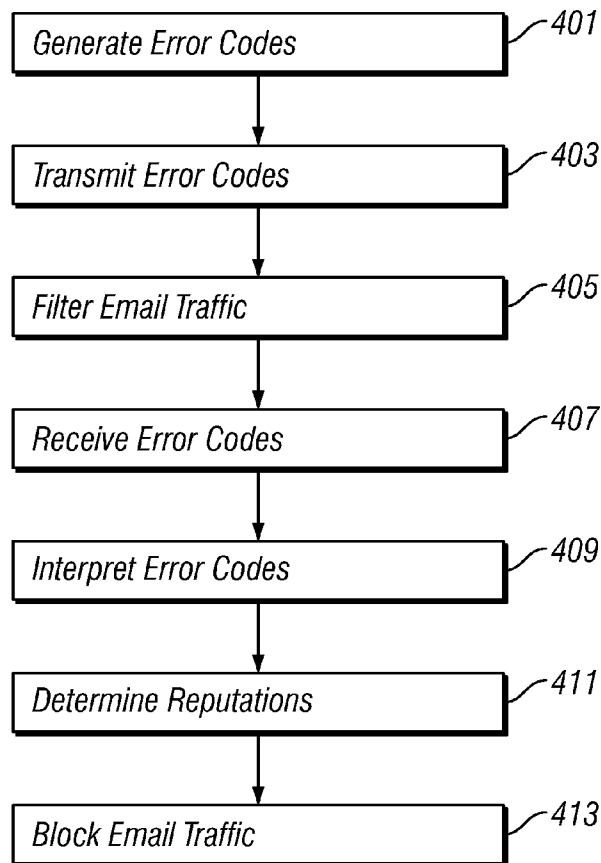 Generate Error Codes 401
Transmit Error Codes 403
Filter Email Traffic 405
Receive Error Codes 407
Interpret Error Codes 409
Determine Reputations 411
Block Email Traffic 413